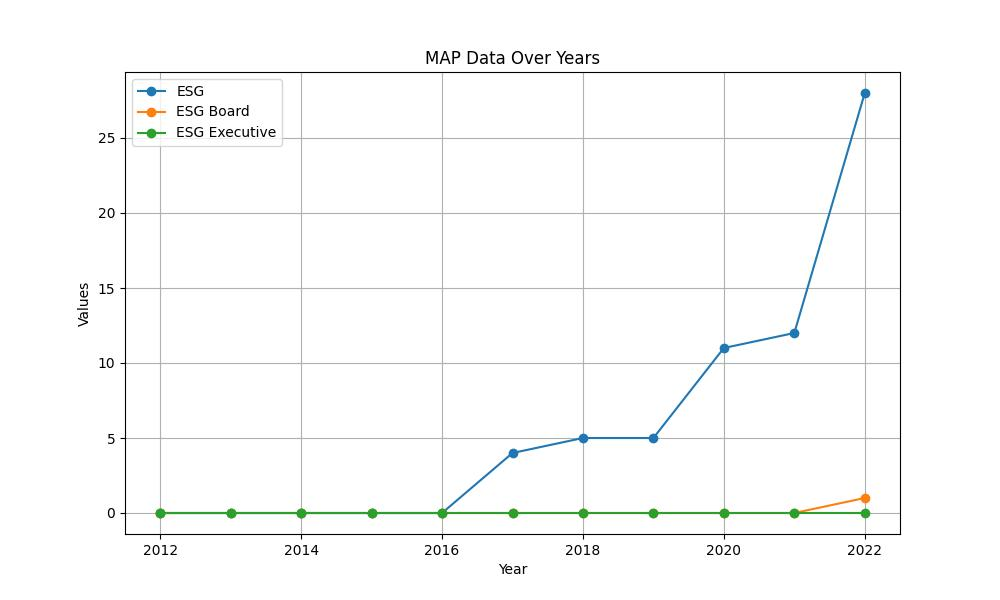 MAP Data Over Years
ESG
ESG Board
ESG Executive
Values
25
20
15
10
5
0
2012
2014
2016
2018
2020
2022
Year